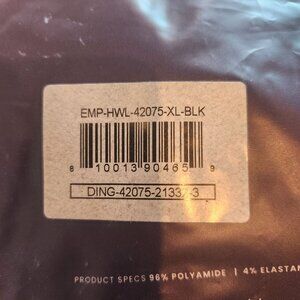 EMP-HWL-42075-XL-BLK
8 10013 90465 9
PRODUCT SPECS 96% POLYAMIDE | 4% ELASTAN